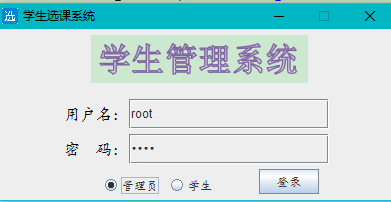 选 学生选课系统
学生管理系统
用户名： root
密 码： ••••
管理员 学生 登录